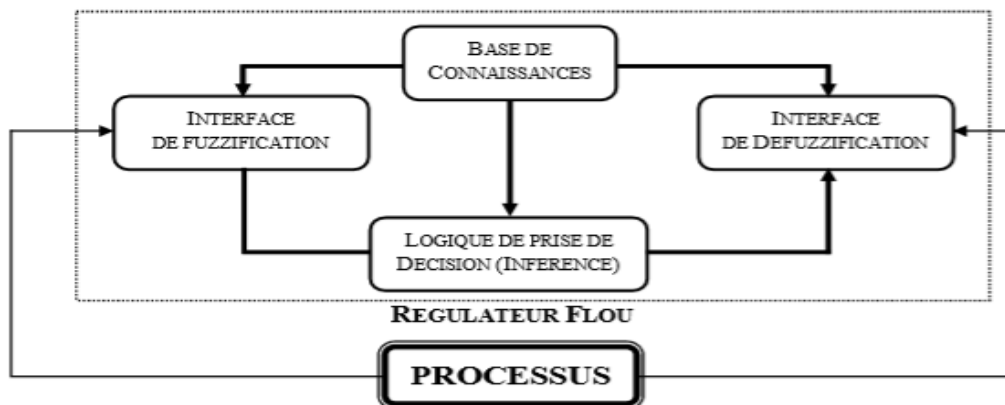 BASE DE
CONNAISSANCES
INTERFACE
DE FUZZIFICATION
INTERFACE
DE DEFUZZIFICATION
LOGIQUE DE PRISE DE
DECISION (INFERENCE)
REGULATEUR FLOU
PROCESSUS